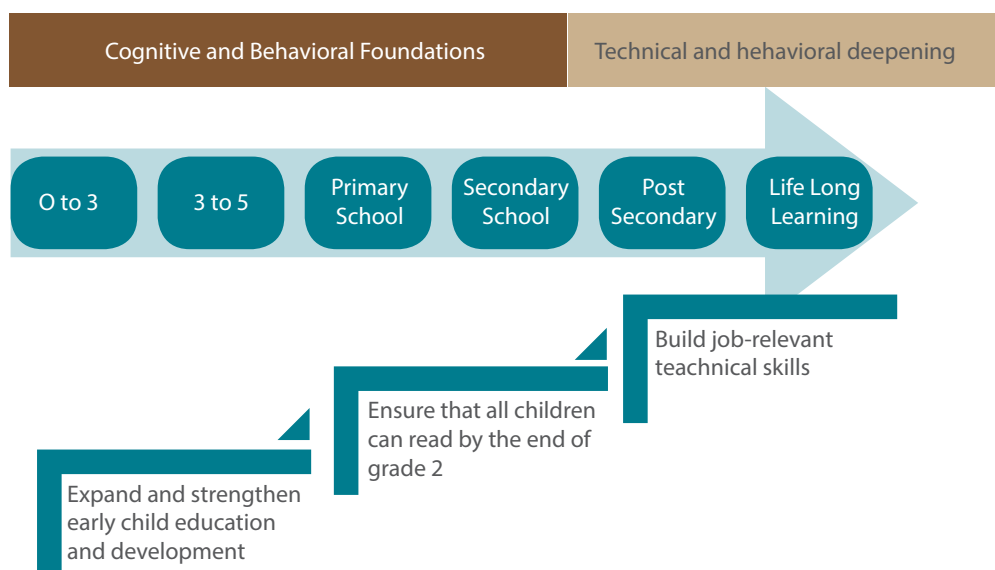 Cognitive and Behavioral Foundations
Technical and hehavioral deepening
O to 3
3 to 5
Primary
School
Secondary
School
Post
Secondary
Life Long
Learning
Build job-relevant
teachnical skills
Ensure that all children
can read by the end of
grade 2
Expand and strengthen
early child education
and development